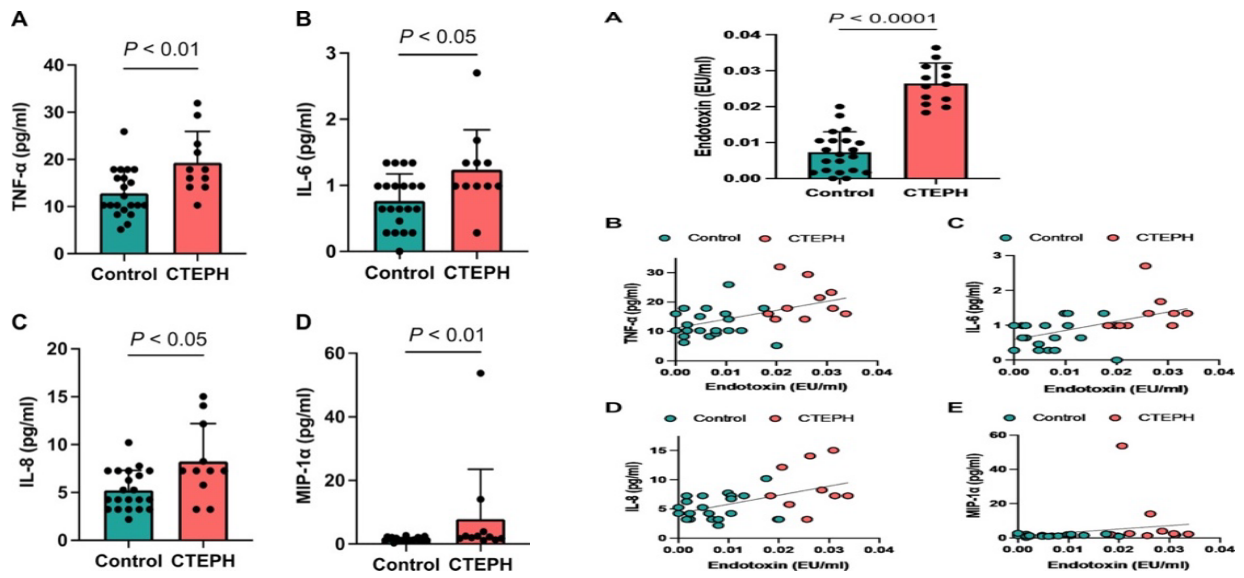 A
P < 0.01
TNF-α (pg/ml)
40
30
20
10
0
Control CTEPH
B
P < 0.05
IL-6 (pg/ml)
3
2
1
0
Control CTEPH
C
P < 0.05
IL-8 (pg/ml)
20
15
10
5
0
Control CTEPH
D
P < 0.01
MIP-1α (pg/ml)
60
40
20
0
Control CTEPH
A
P < 0.0001
Endotoxin (EU/ml)
0.04
0.03
0.02
0.01
0.00
Control CTEPH
B
Control CTEPH
TNF-α (pg/ml)
30
20
10
0
0.00 0.01 0.02 0.03 0.04
Endotoxin (EU/ml)
C
Control CTEPH
IL-6 (pg/ml)
3
2
1
0
0.00 0.01 0.02 0.03 0.04
Endotoxin (EU/ml)
D
Control CTEPH
IL-8 (pg/ml)
15
10
5
0
0.00 0.01 0.02 0.03 0.04
Endotoxin (EU/ml)
E
Control CTEPH
MIP-1α (pg/ml)
60
40
20
0
0.00 0.01 0.02 0.03 0.04
Endotoxin (EU/ml)